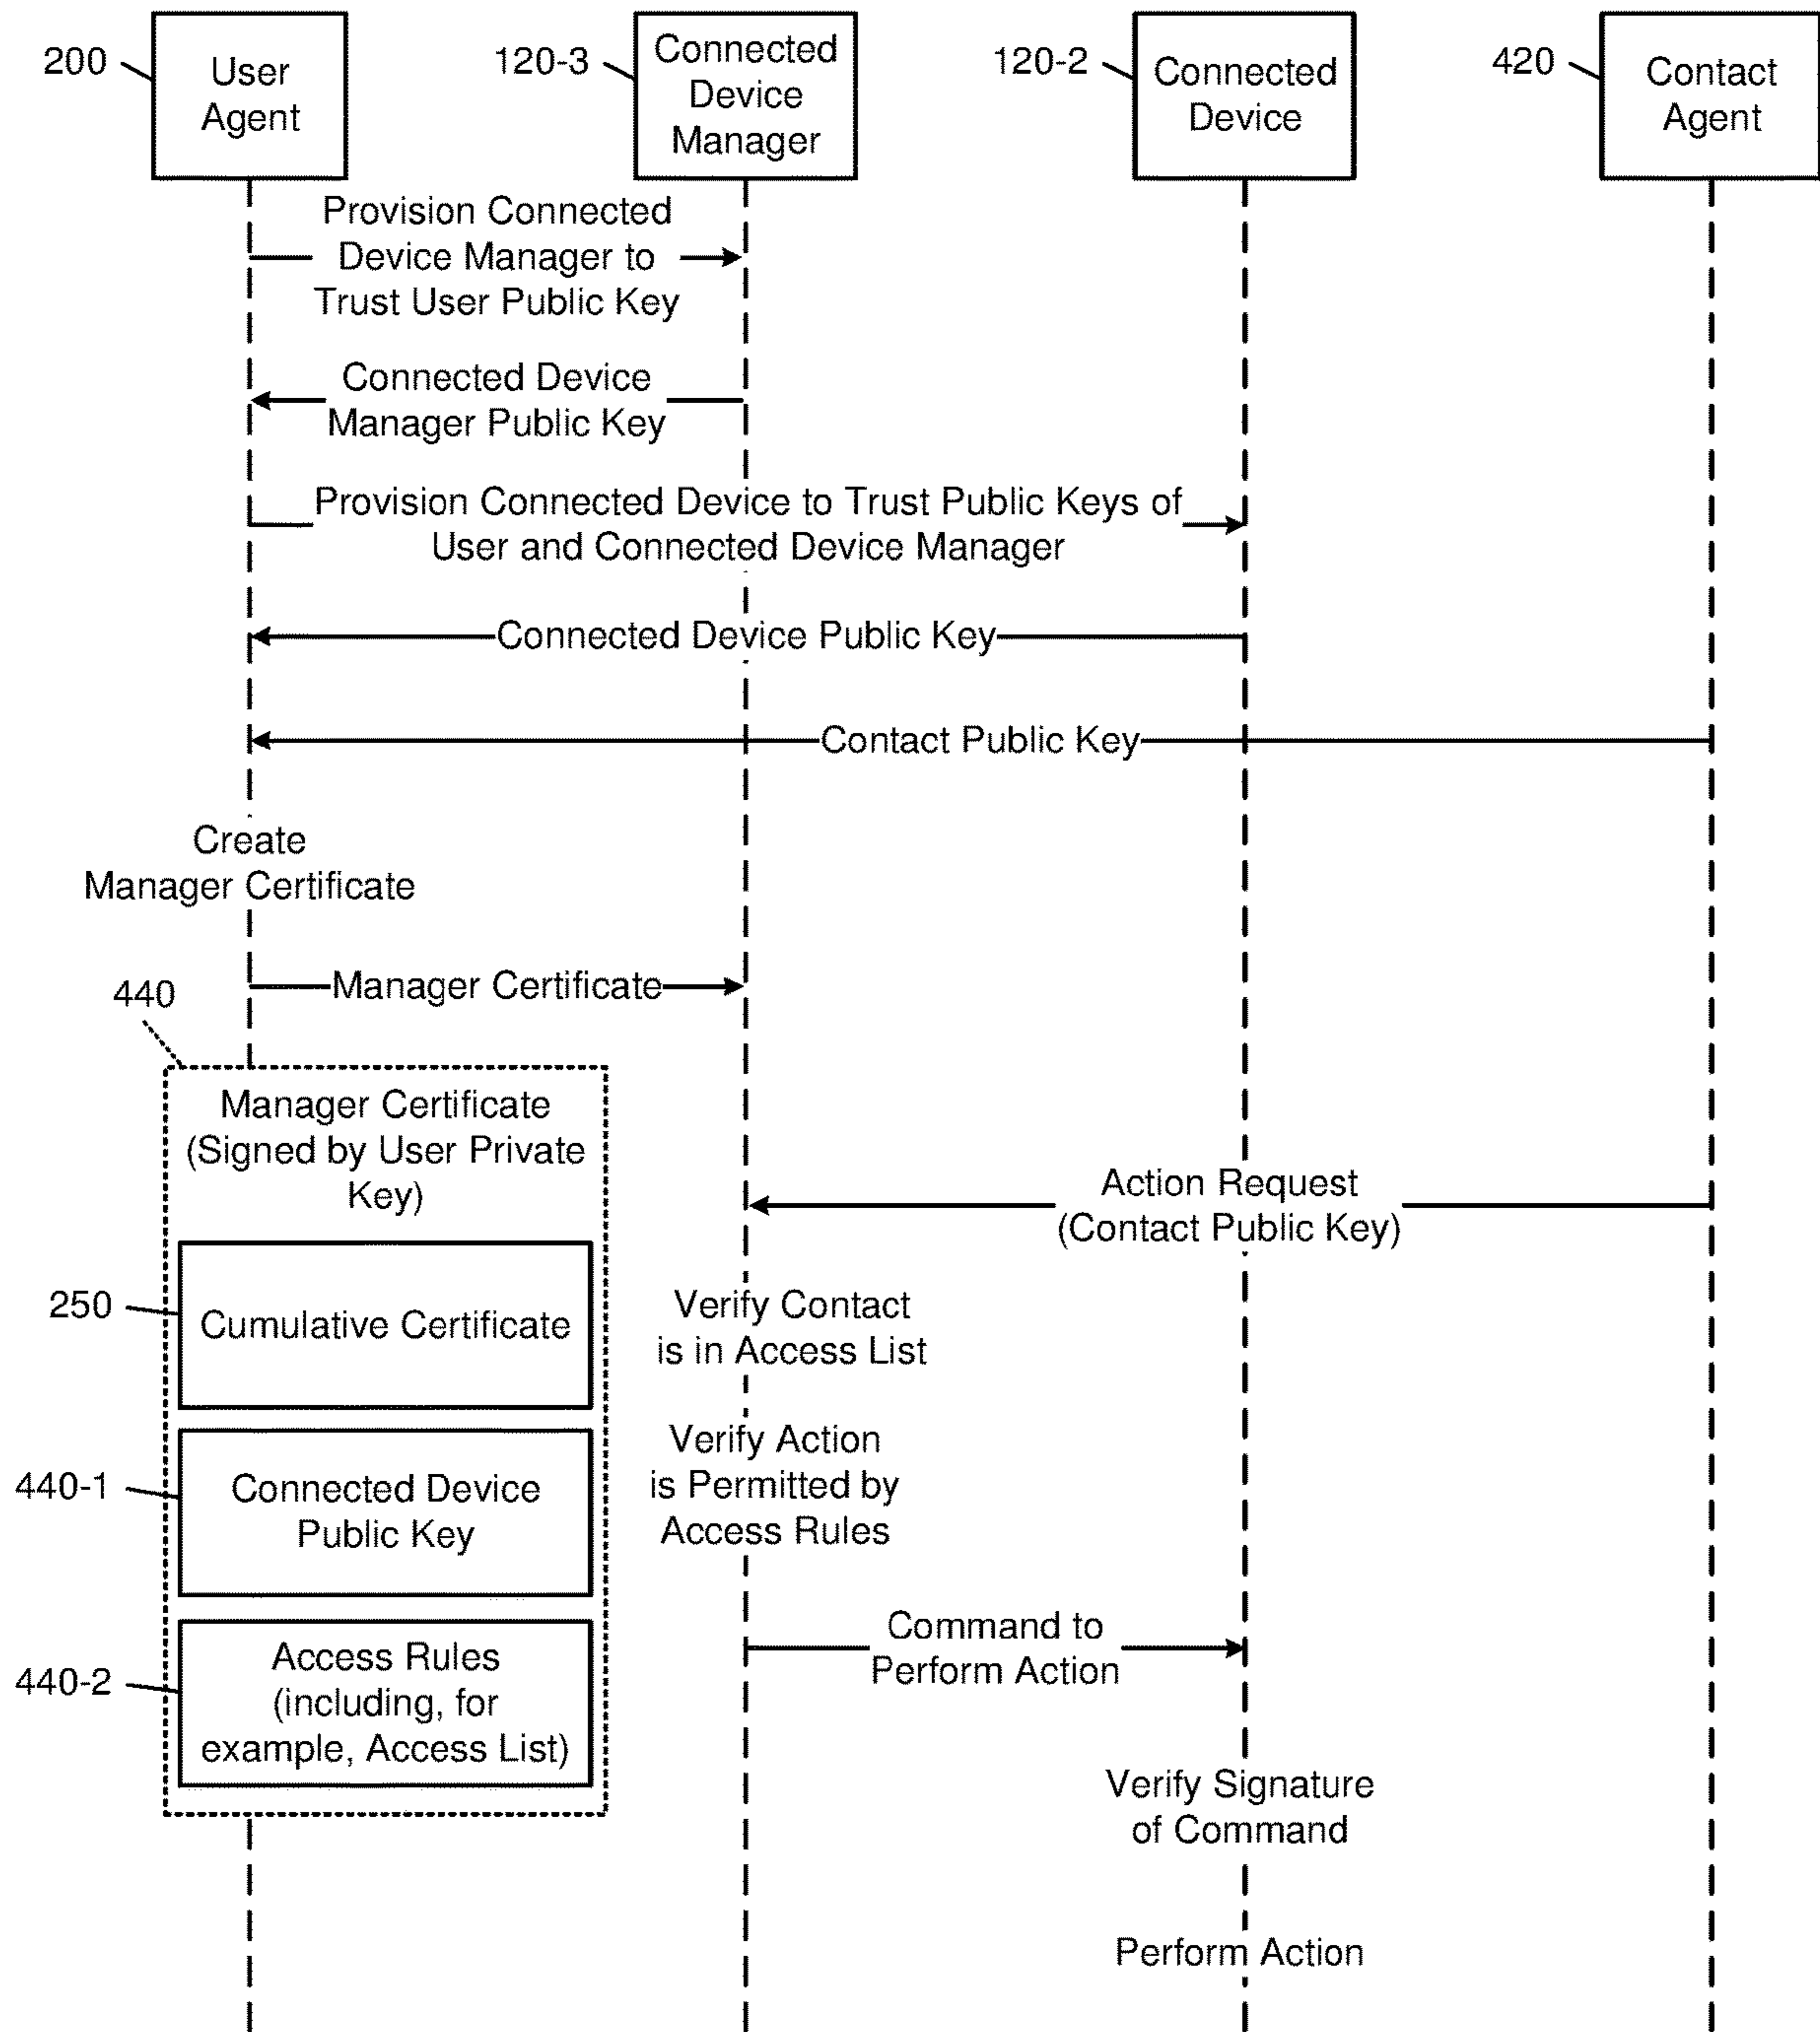 200
User
Agent
120-3
Connected
Device
Manager
120-2
Connected
Device
420
Contact
Agent
Provision Connected
Device Manager to
Trust User Public Key
Connected Device
Manager Public Key
Provision Connected Device to Trust Public Keys of
User and Connected Device Manager
Connected Device Public Key
Contact Public Key
Create
Manager Certificate
Manager Certificate
440
Manager Certificate
(Signed by User Private
Key)
250
Cumulative Certificate
440-1
Connected Device
Public Key
440-2
Access Rules
(including, for
example, Access List)
Action Request
(Contact Public Key)
Verify Contact
is in Access List
Verify Action
is Permitted by
Access Rules
Command to
Perform Action
Verify Signature
of Command
Perform Action